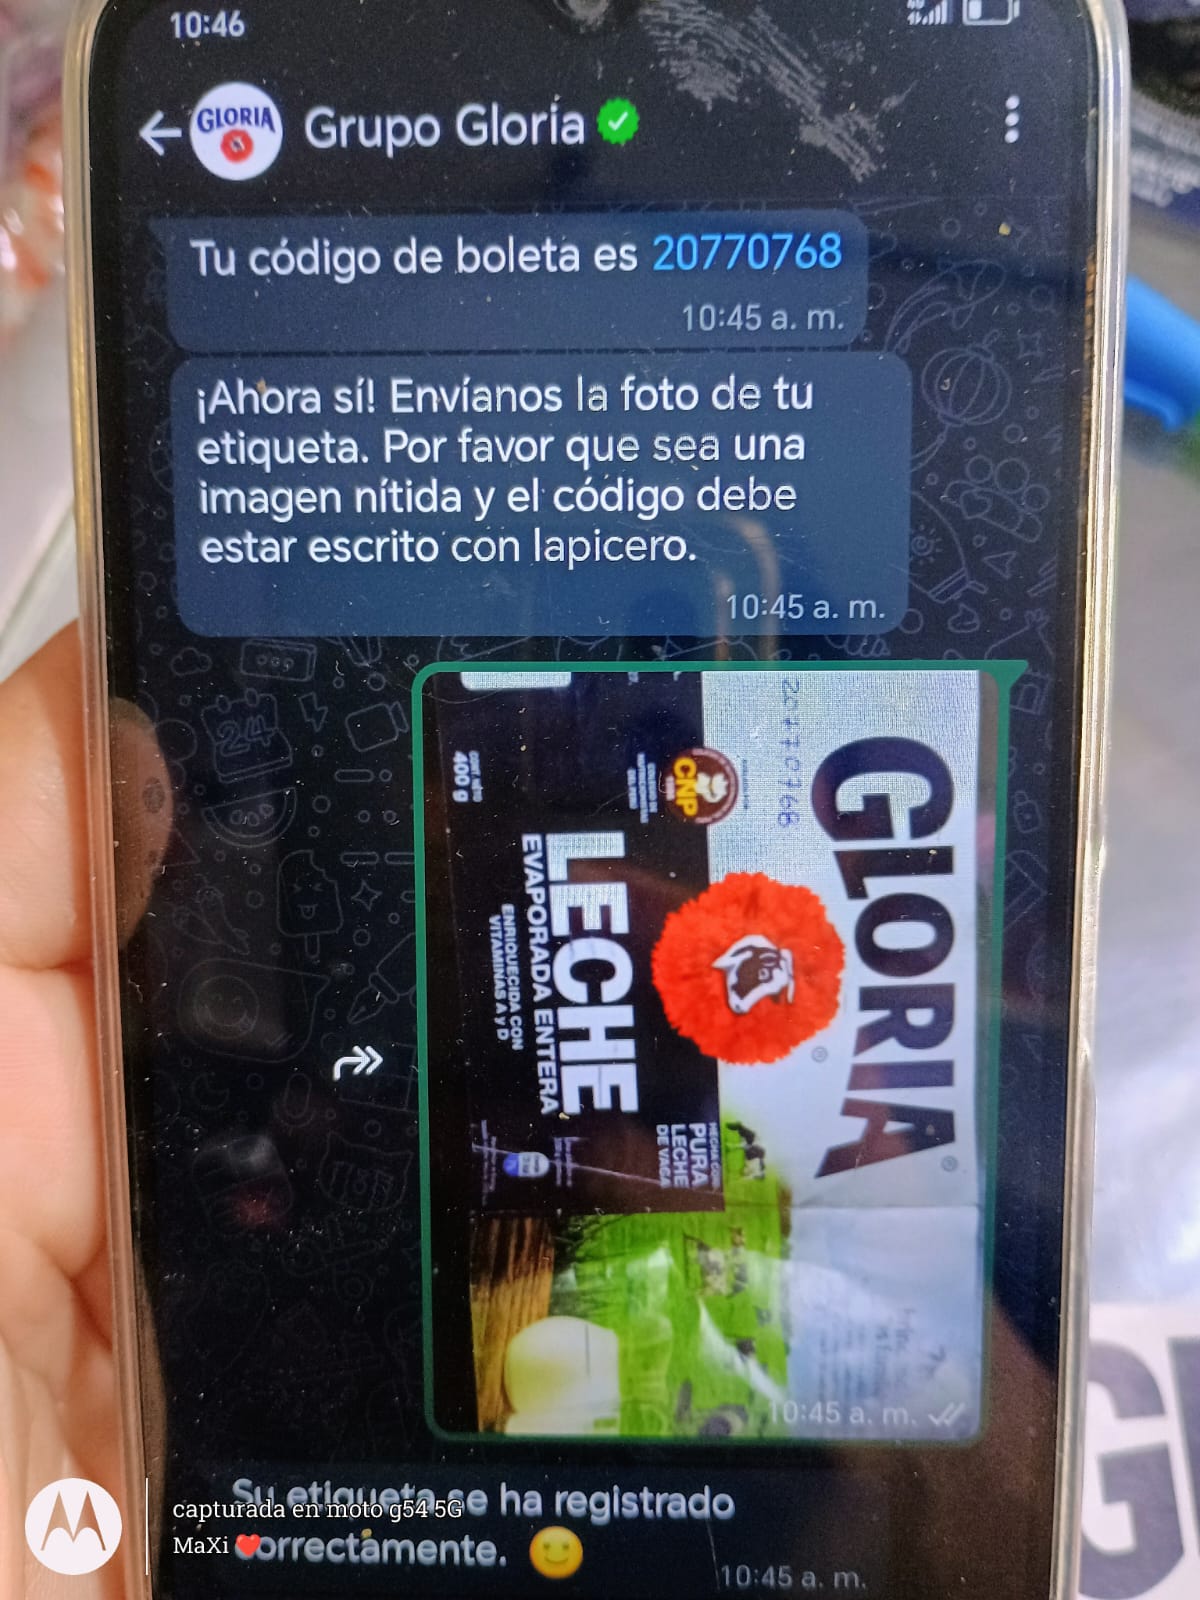 10:46
GLORIA
Grupo Gloria
Tu código de boleta es 20770768
10:45 a. m.
¡Ahora sí! Envíanos la foto de tu
etiqueta. Por favor que sea una
imagen nítida y el código debe
estar escrito con lapicero.
10:45 a. m.
20770768
GLORIA
CNP
CONT. NETO
400 g
LECHE
EVAPORADA ENTERA
ENRIQUECIDA CON
VITAMINAS A y D
HECHA CON
PURA
LECHE
DE VACA
10:45 a. m.
Su etiqueta se ha registrado
correctamente.
10:45 a. m.
capturada en moto g54 5G
MaXi
G